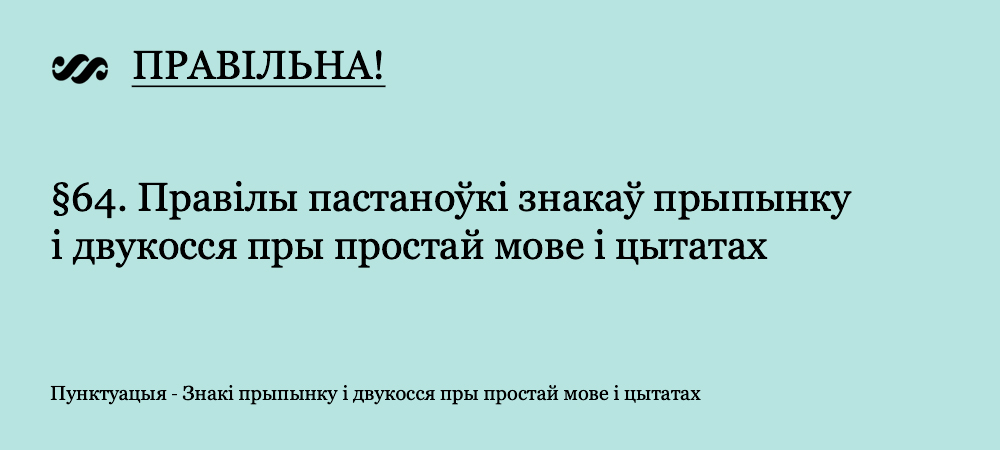 ПРАВІЛЬНА!
§64. Правілы пастаноўкі знакаў прыпынку
і двукосся пры простай мове і цытатах
Пунктуацыя - Знакі прыпынку і двукосся пры простай мове і цытатах